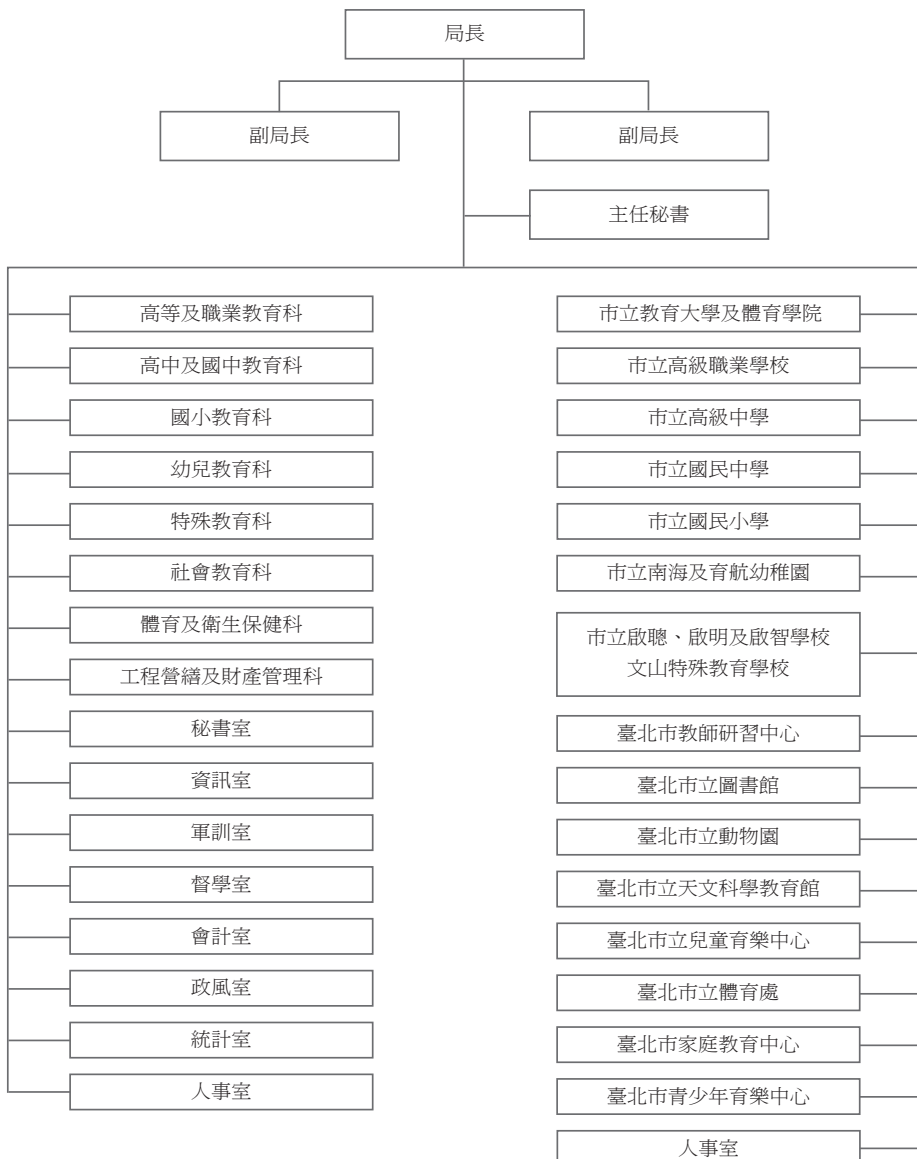 局長
副局長
副局長
主任秘書
高等及職業教育科
高中及國中教育科
國小教育科
幼兒教育科
特殊教育科
社會教育科
體育及衛生保健科
工程營繕及財產管理科
秘書室
資訊室
軍訓室
督學室
會計室
政風室
統計室
人事室
市立教育大學及體育學院
市立高級職業學校
市立高級中學
市立國民中學
市立國民小學
市立南海及育航幼稚園
市立啟聰、啟明及啟智學校
文山特殊教育學校
臺北市教師研習中心
臺北市立圖書館
臺北市立動物園
臺北市立天文科學教育館
臺北市立兒童育樂中心
臺北市立體育處
臺北市家庭教育中心
臺北市青少年育樂中心
人事室